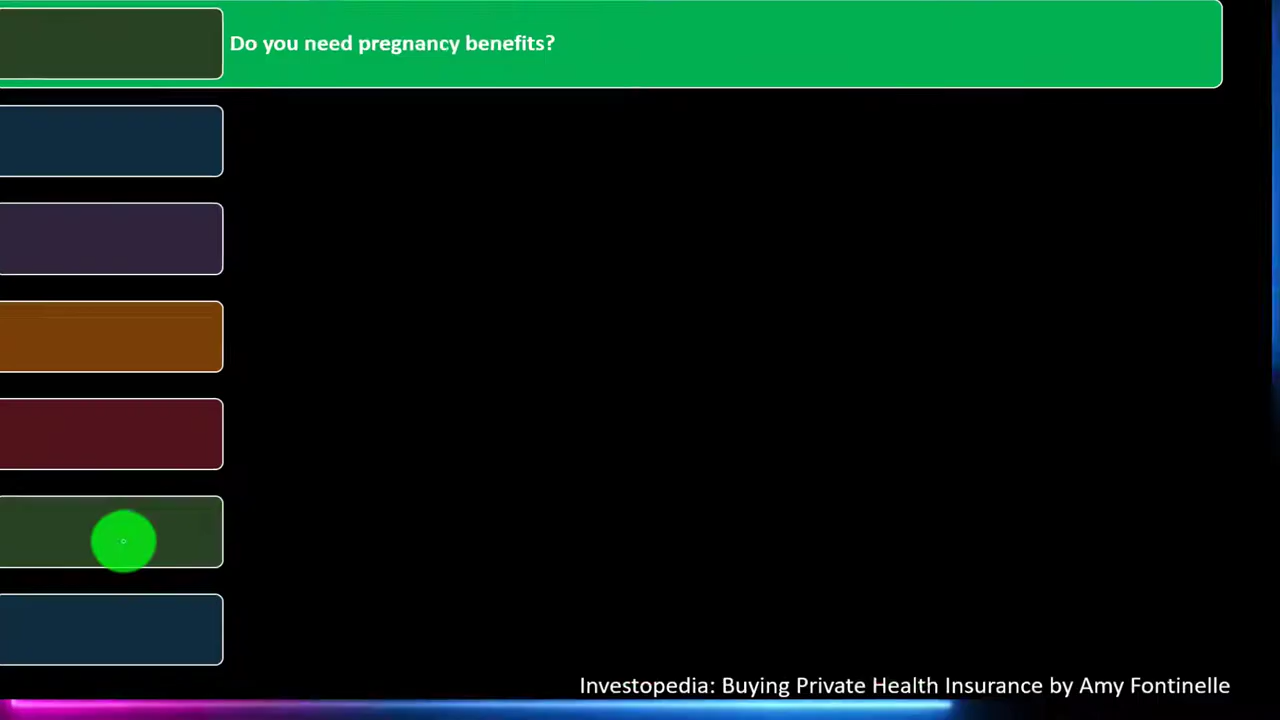 Do you need pregnancy benefits?
Investopedia: Buying Private Health Insurance by Amy Fontinelle